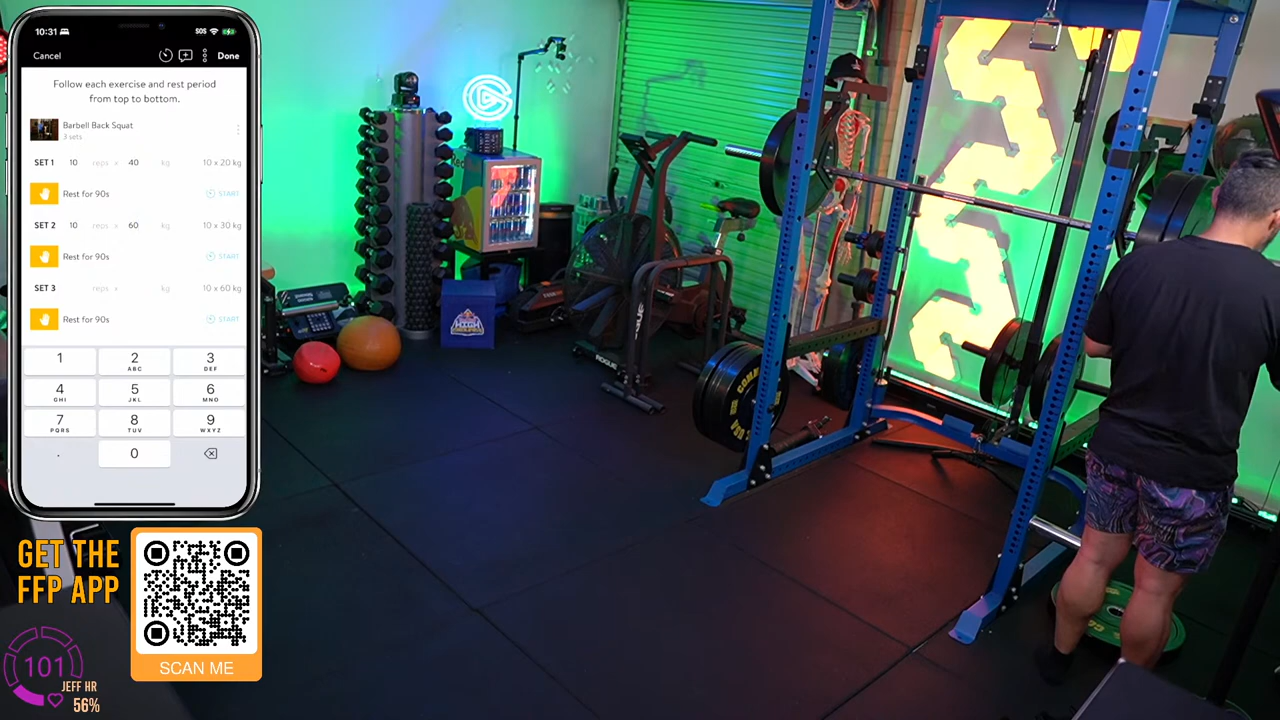 10:31
SOS
Cancel
Done
Follow each exercise and rest period
from top to bottom.
Barbell Back Squat
3 sets
SET 1 10 reps x 40 kg 10 x 20 kg
Rest for 90s START
SET 2 10 reps x 60 kg 10 x 30 kg
Rest for 90s START
SET 3 reps x kg 10 x 60 kg
Rest for 90s START
1 2 ABC 3 DEF
4 GHI 5 JKL 6 MNO
7 PQRS 8 TUV 9 WXYZ
. 0
GET THE
FFP APP
SCAN ME
101
JEFF HR
56%
ROGUE
HIGH